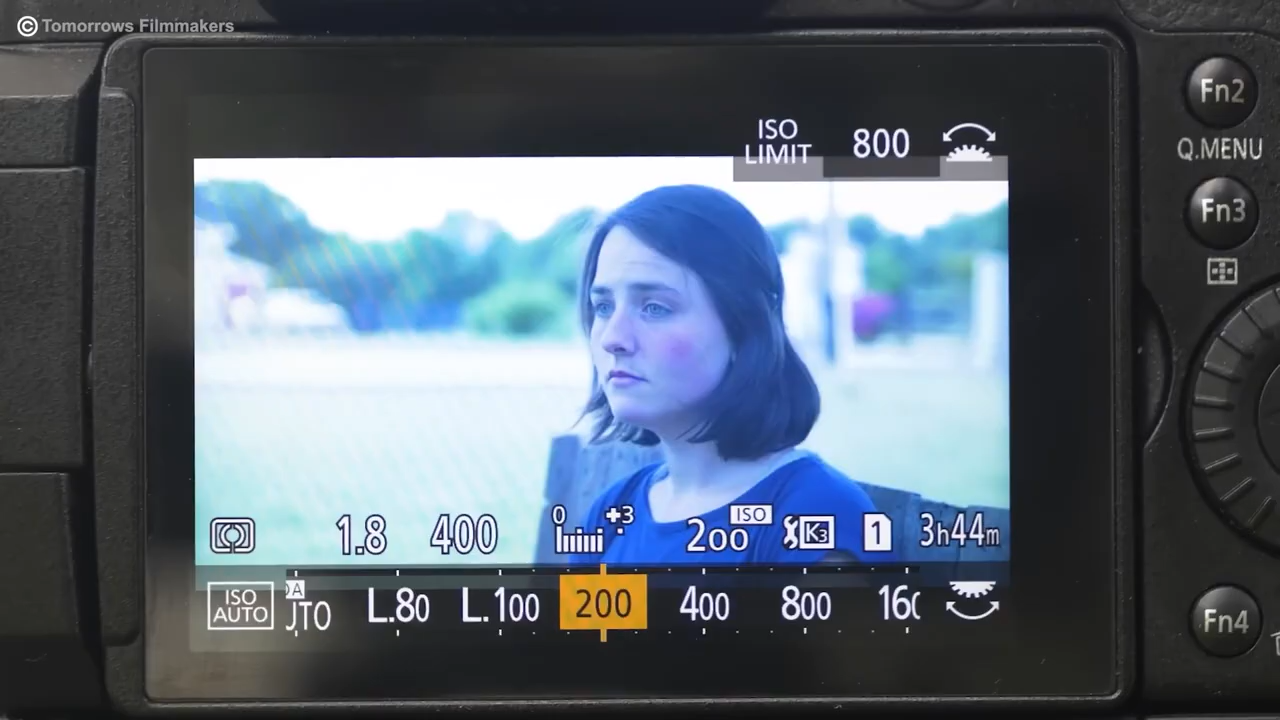 © Tomorrows Filmmakers
ISO LIMIT 800
Fn2
Q.MENU
Fn3
0 +3
1.8 400 200 ISO K3 1 3h44m
ISO AUTO L.80 L.100 200 400 800
Fn4